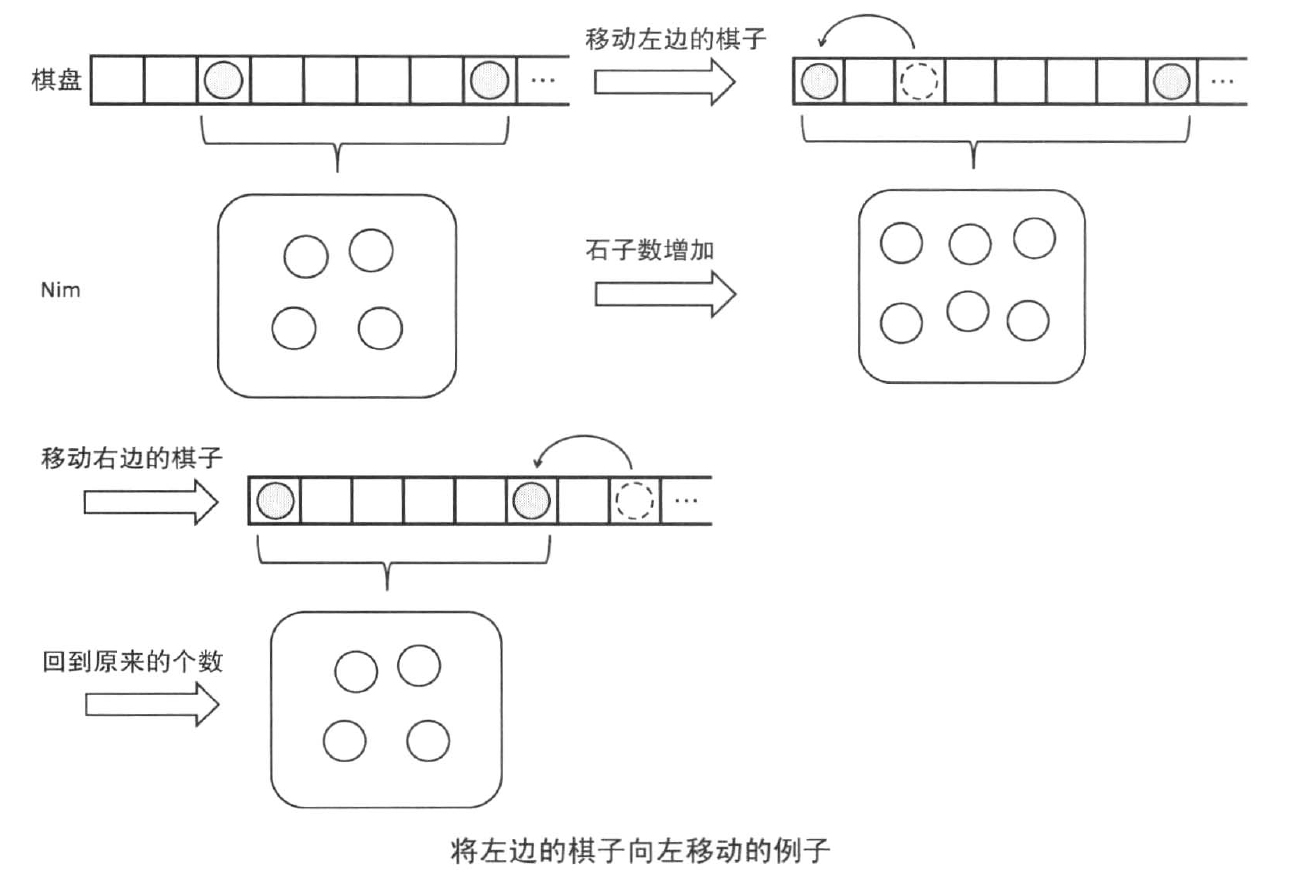 移动左边的棋子
棋盘
···
···
石子数增加
Nim
移动右边的棋子
···
回到原来的个数
将左边的棋子向左移动的例子